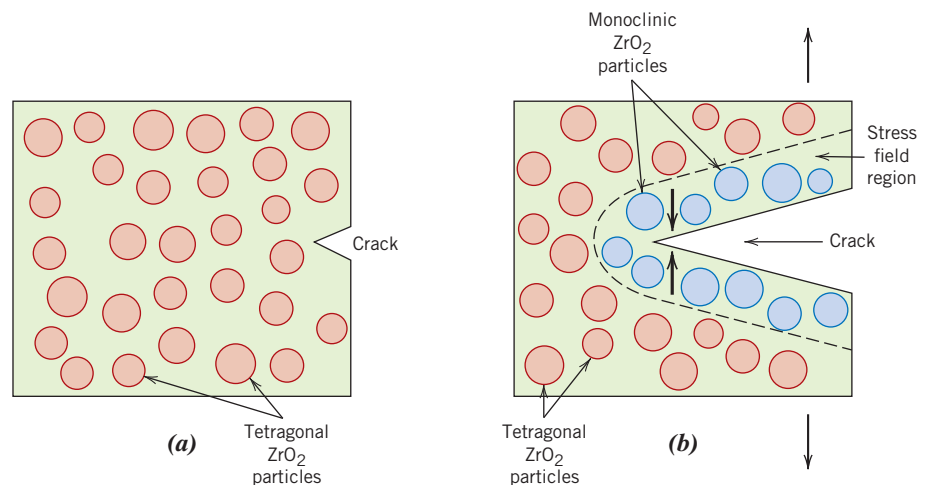 Crack
Tetragonal
ZrO2
particles
(a)
Monoclinic
ZrO2
particles
Stress
field
region
Crack
Tetragonal
ZrO2
particles
(b)